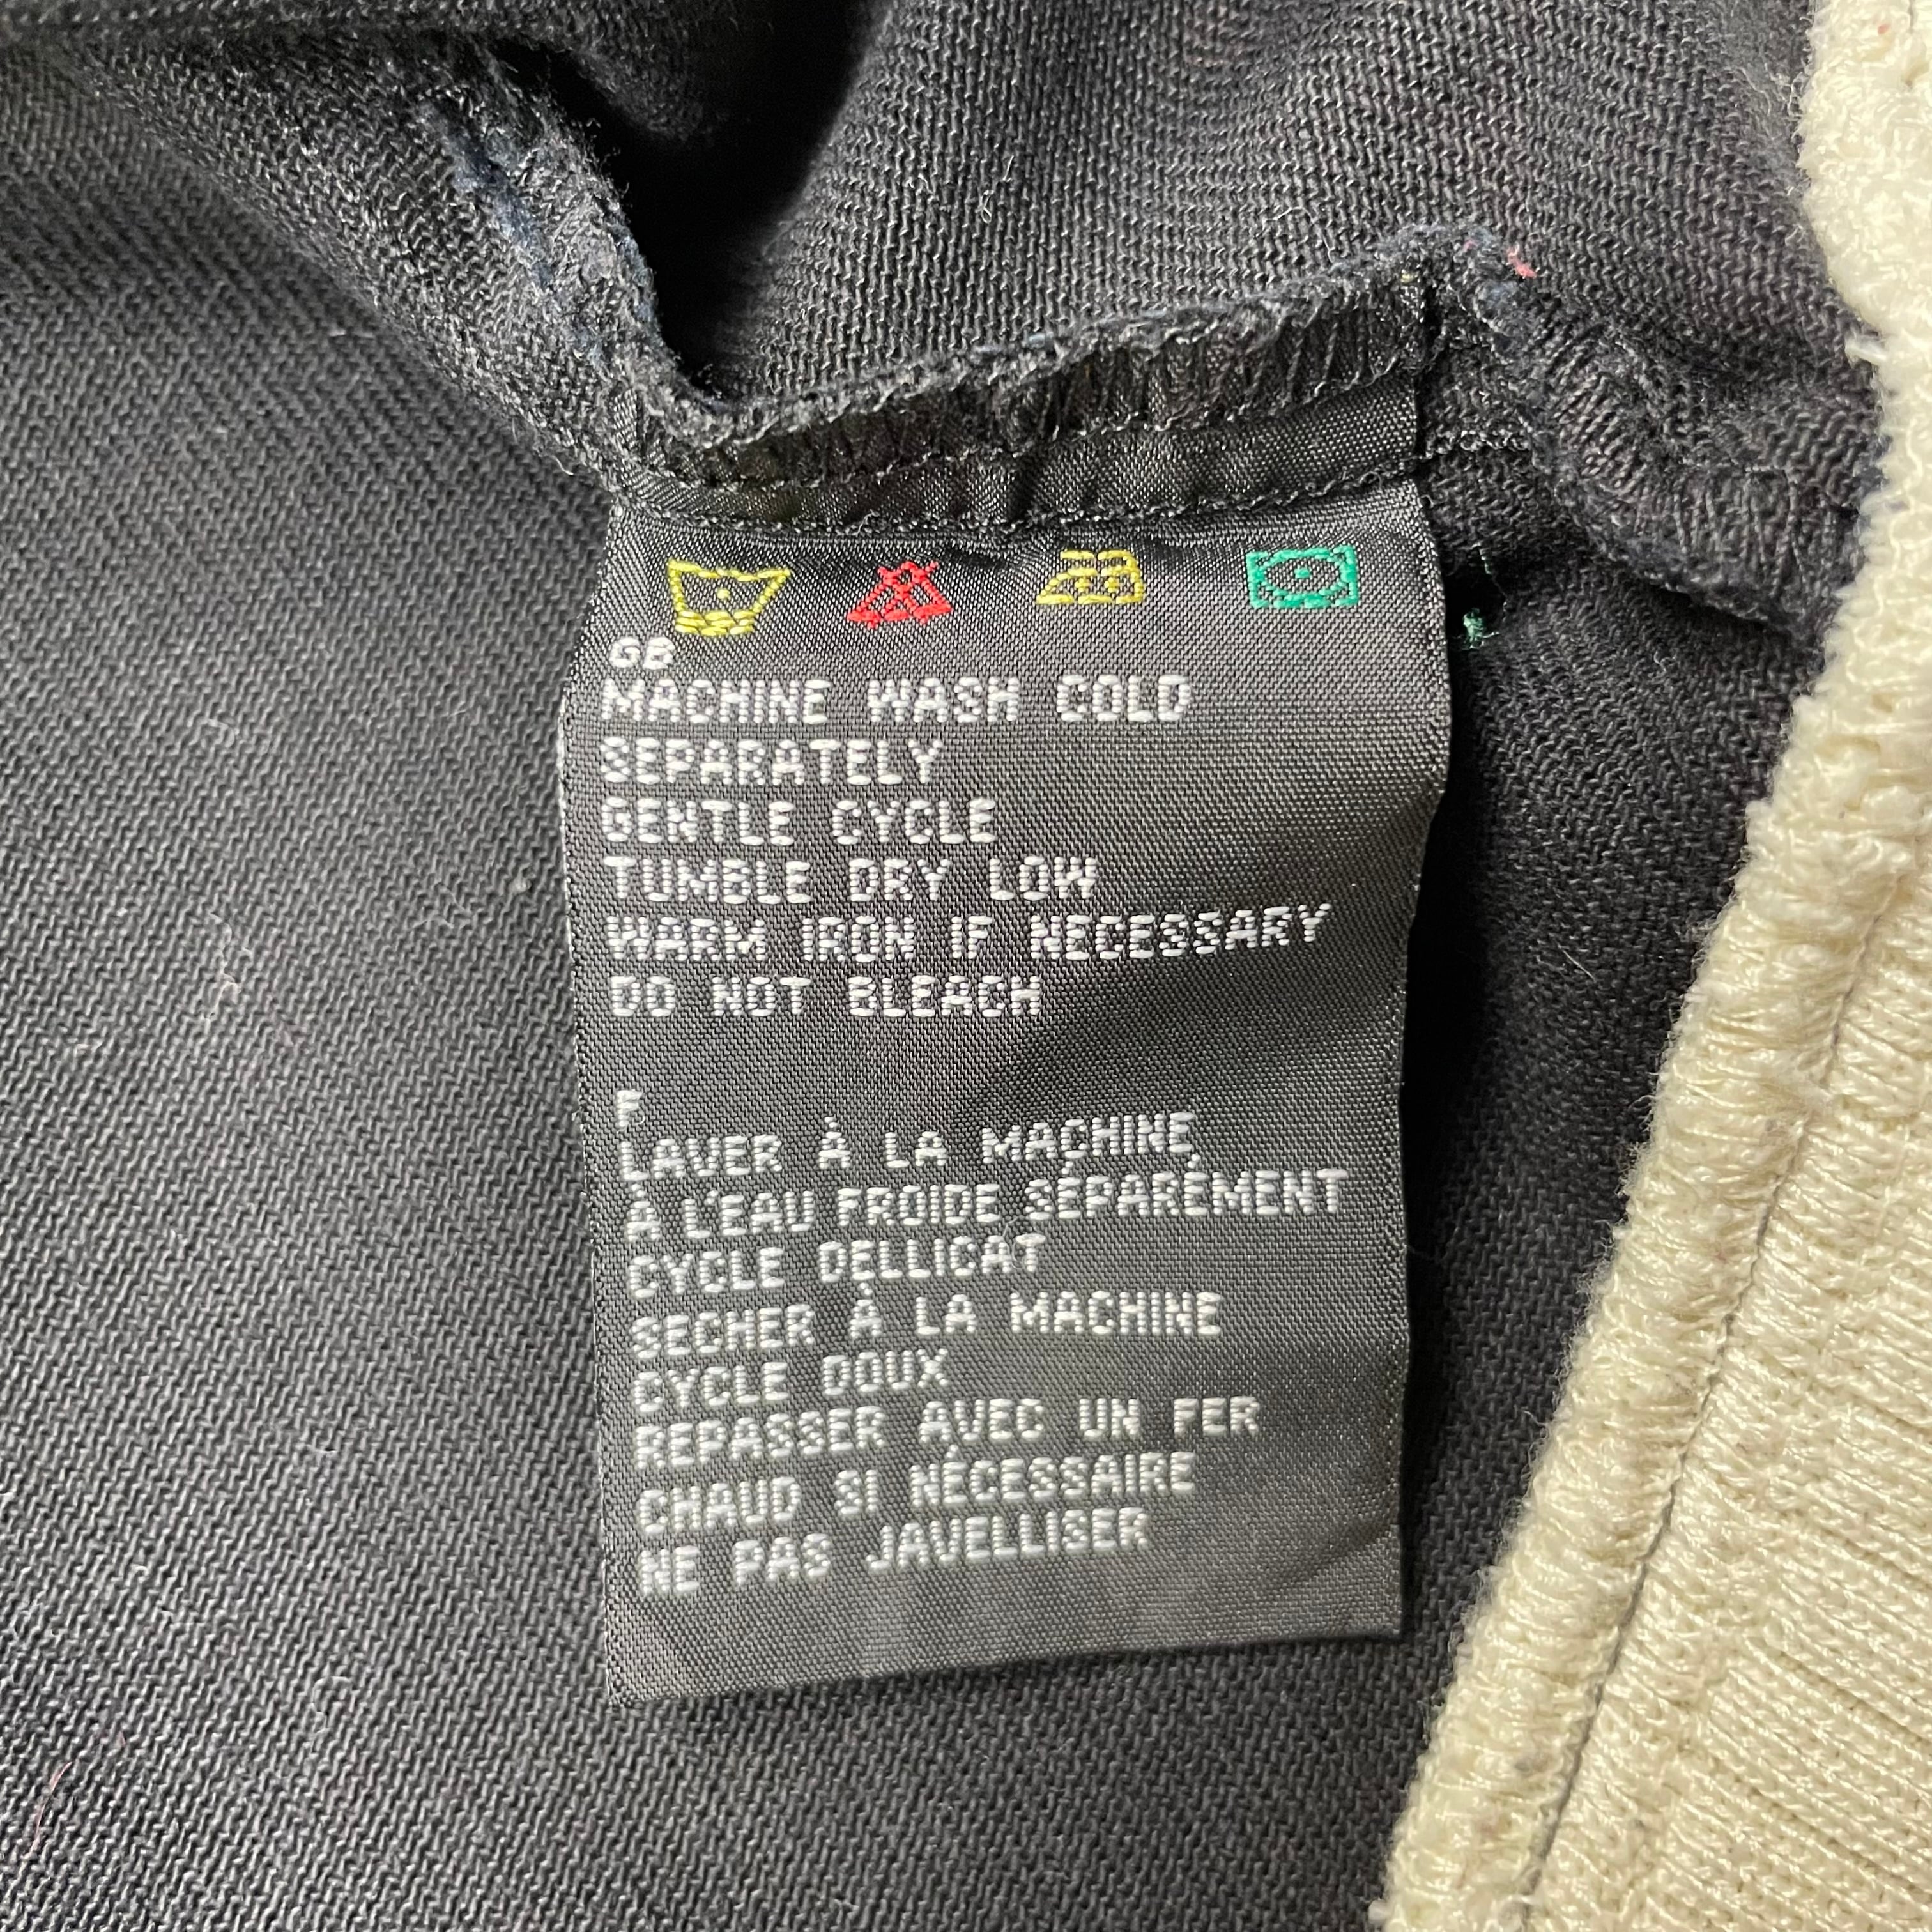 GB
MACHINE WASH COLD
SEPARATELY
GENTLE CYCLE
TUMBLE DRY LOW
WARM IRON IF NECESSARY
DO NOT BLEACH
F
LAVER À LA MACHINE
À L'EAU FROIDE SÉPARÉMENT
CYCLE DELLICAT
SECHER À LA MACHINE
CYCLE DOUX
REPASSER AVEC UN FER
CHAUD SI NÉCESSAIRE
NE PAS JAVELLISER